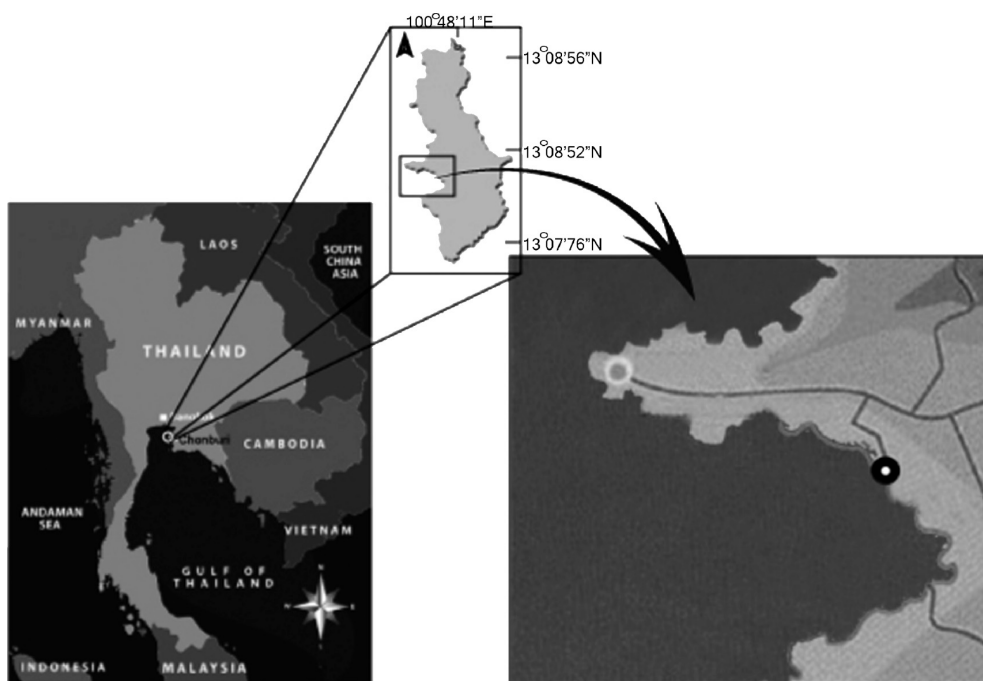 100°48'11"E
13°08'56"N
13°08'52"N
13°07'76"N
LAOS
SOUTH
CHINA
ASIA
MYANMAR
THAILAND
Chanburi
CAMBODIA
ANDAMAN
SEA
VIETNAM
GULF OF
THAILAND
N
E
S
INDONESIA
MALAYSIA